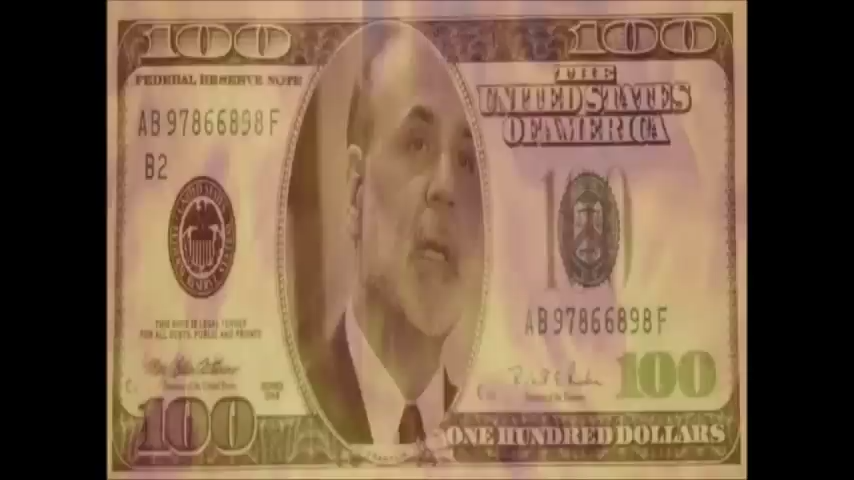 100
100
FEDERAL RESERVE NOTE
THE
UNITED STATES
OF AMERICA
AB 97866898 F
B2
100
THIS NOTE IS LEGAL TENDER
FOR ALL DEBTS, PUBLIC AND PRIVATE
AB 97866898 F
100
100
ONE HUNDRED DOLLARS